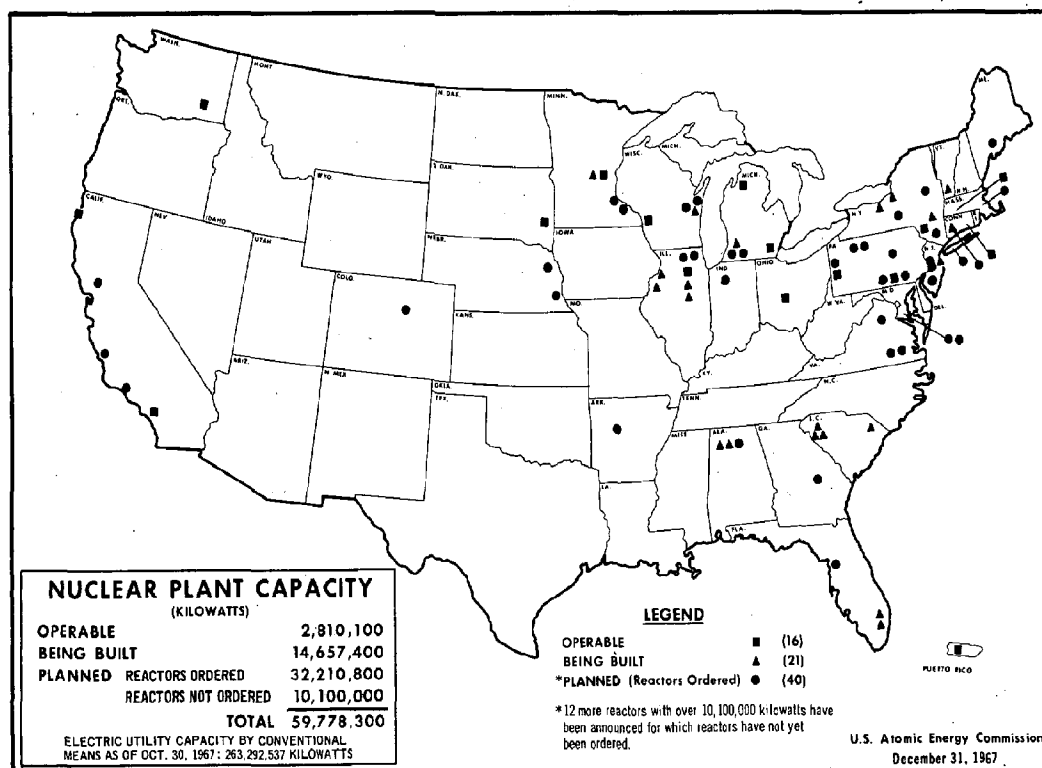 WASH.
ORE.
CALIF.
NEV.
IDAHO
MONT
WYO.
UTAH
COLO.
ARIZ.
N MEX
N. DAK.
S. DAK.
NEBR.
KANS.
OKLA.
TEX.
MINN.
IOWA
MO.
ARK.
LA.
WISC.
MICH.
MICH.
ILL.
IND
OHIO
KY.
TENN.
MISS
ALA.
GA.
FLA.
S.C.
N.C.
VA.
W. VA.
M D.
DEL.
PA
N.J.
N.Y.
CONN
MASS.
VT.
N.H.
ME.
NUCLEAR PLANT CAPACITY
(KILOWATTS)
OPERABLE 2,810,100
BEING BUILT 14,657,400
PLANNED REACTORS ORDERED 32,210,800
REACTORS NOT ORDERED 10,100,000
TOTAL 59,778,300
ELECTRIC UTILITY CAPACITY BY CONVENTIONAL
MEANS AS OF OCT. 30, 1967: 263,292,537 KILOWATTS
LEGEND
OPERABLE ■ (16)
BEING BUILT ▲ (21)
*PLANNED (Reactors Ordered) ● (40)
*12 more reactors with over 10,100,000 kilowatts have
been announced for which reactors have not yet
been ordered.
PUERTO RICO
U.S. Atomic Energy Commission
December 31, 1967